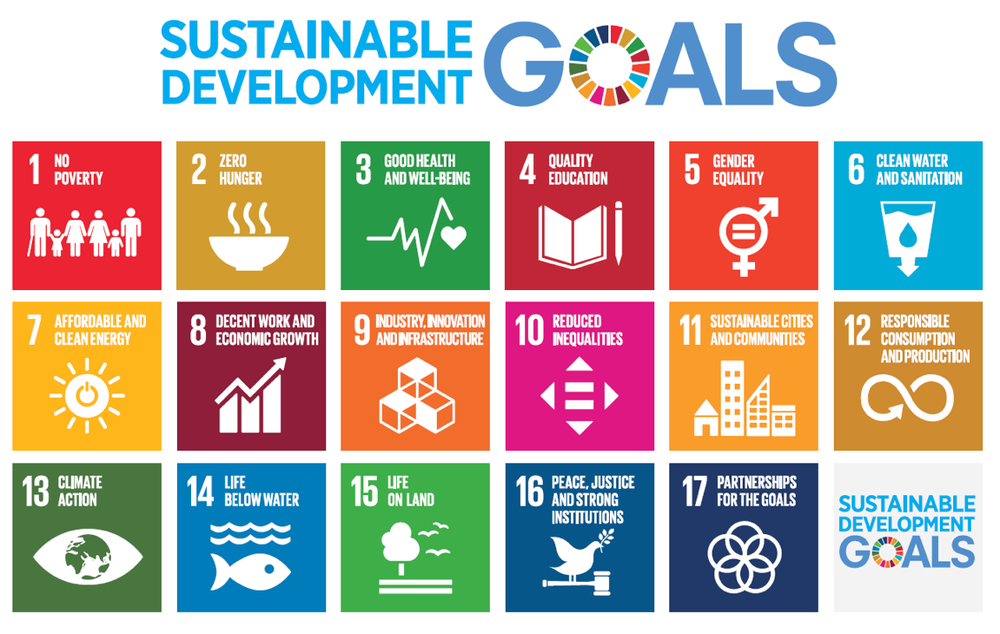 SUSTAINABLE
DEVELOPMENT
GOALS
1 NO
POVERTY
2 ZERO
HUNGER
3 GOOD HEALTH
AND WELL-BEING
4 QUALITY
EDUCATION
5 GENDER
EQUALITY
6 CLEAN WATER
AND SANITATION
7 AFFORDABLE AND
CLEAN ENERGY
8 DECENT WORK AND
ECONOMIC GROWTH
9 INDUSTRY, INNOVATION
AND INFRASTRUCTURE
10 REDUCED
INEQUALITIES
11 SUSTAINABLE CITIES
AND COMMUNITIES
12 RESPONSIBLE
CONSUMPTION
AND PRODUCTION
13 CLIMATE
ACTION
14 LIFE
BELOW WATER
15 LIFE
ON LAND
16 PEACE, JUSTICE
AND STRONG
INSTITUTIONS
17 PARTNERSHIPS
FOR THE GOALS
SUSTAINABLE
DEVELOPMENT
GOALS